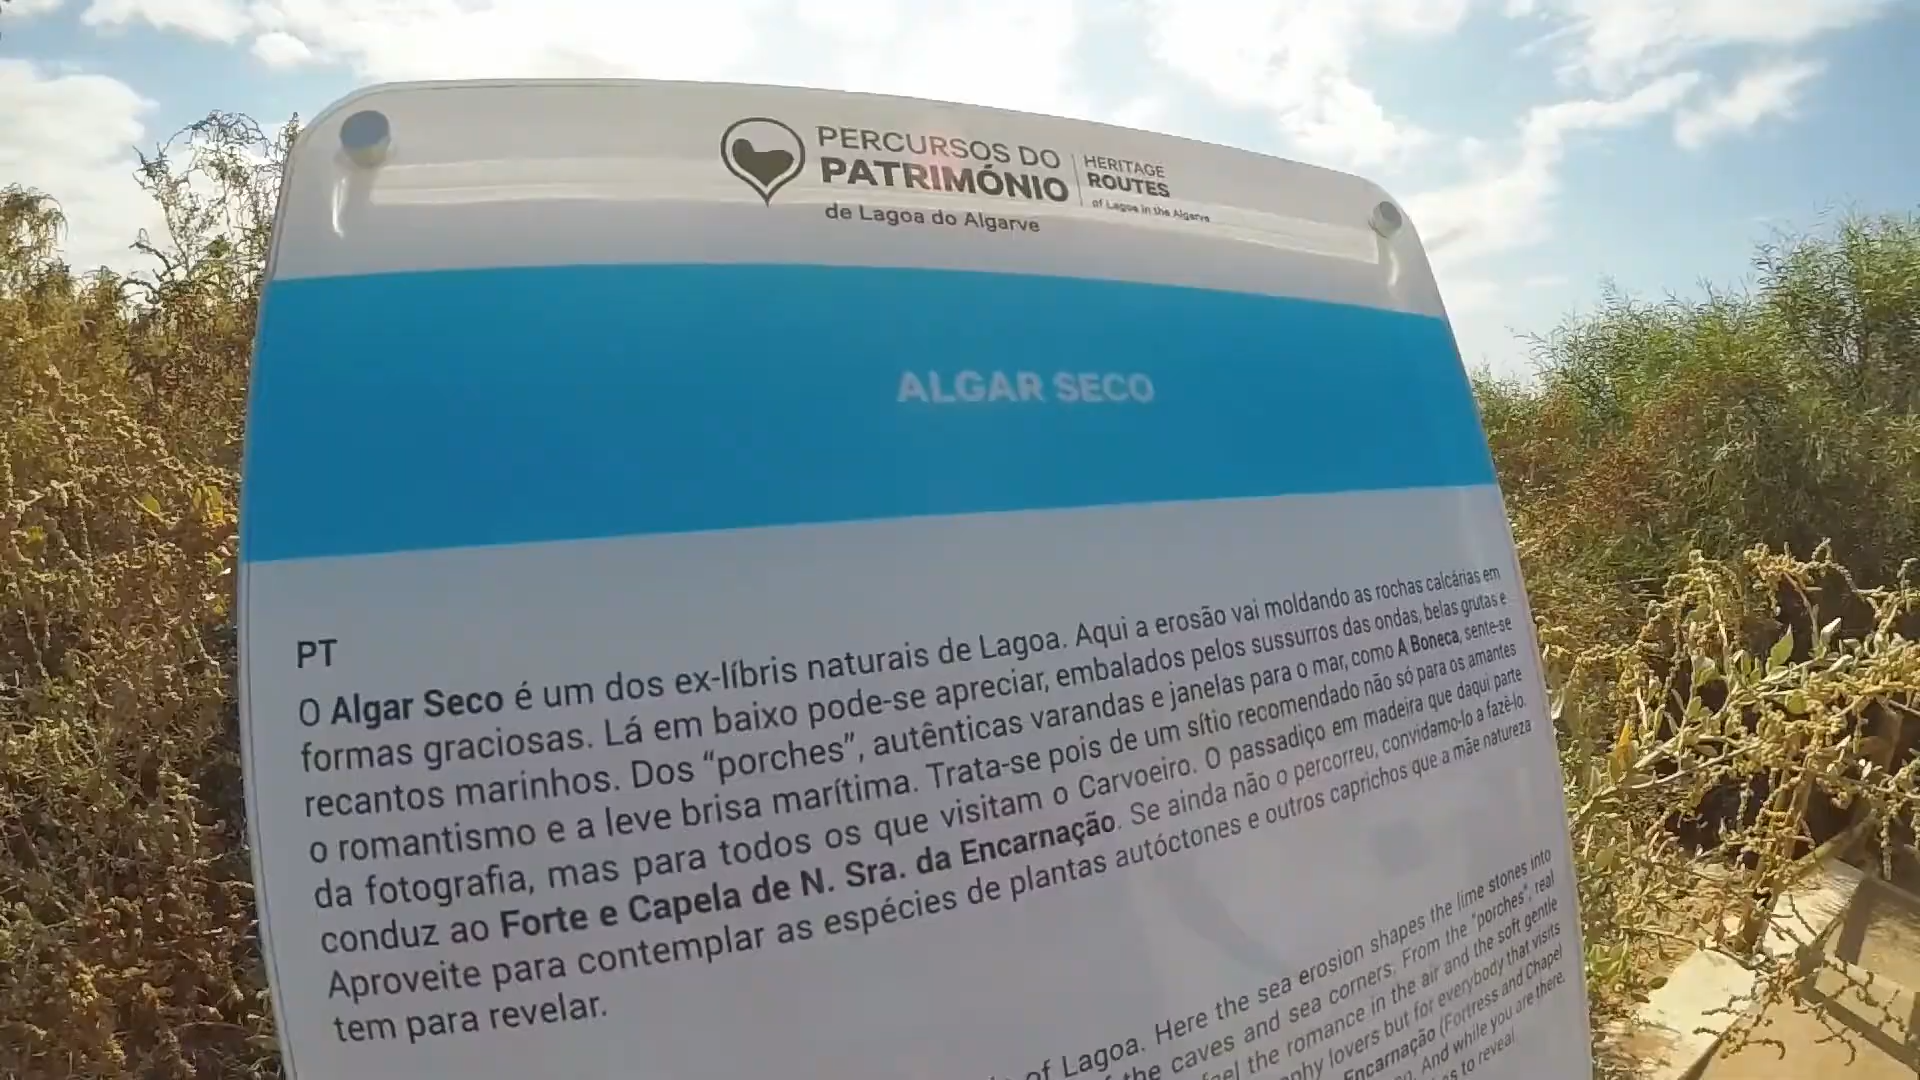 PERCURSOS DO
PATRIMÓNIO
de Lagoa do Algarve
HERITAGE
ROUTES
of Lagoa in the Algarve
ALGAR SECO
PT
O Algar Seco é um dos ex-líbris naturais de Lagoa. Aqui a erosão vai moldando as rochas calcárias em
formas graciosas. Lá em baixo pode-se apreciar, embalados pelos sussurros das ondas, belas grutas e
recantos marinhos. Dos “porches”, autênticas varandas e janelas para o mar, como A Boneca, sente-se
o romantismo e a leve brisa marítima. Trata-se pois de um sítio recomendado não só para os amantes
da fotografia, mas para todos os que visitam o Carvoeiro. O passadiço em madeira que daqui parte
conduz ao Forte e Capela de N. Sra. da Encarnação. Se ainda não o percorreu, convidamo-lo a fazê-lo.
Aproveite para contemplar as espécies de plantas autóctones e outros caprichos que a mãe natureza
tem para revelar.
of Lagoa. Here the sea erosion shapes the lime stones into
the caves and sea corners. From the “porches”, real
the romance in the air and the soft gentle
lovers but for everybody that visits
Encarnação (Fortress and Chapel
And while you are there,
to reveal